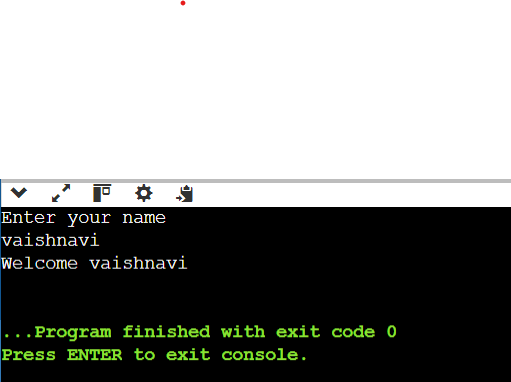 Enter your name
vaishnavi
Welcome vaishnavi
...Program finished with exit code 0
Press ENTER to exit console.